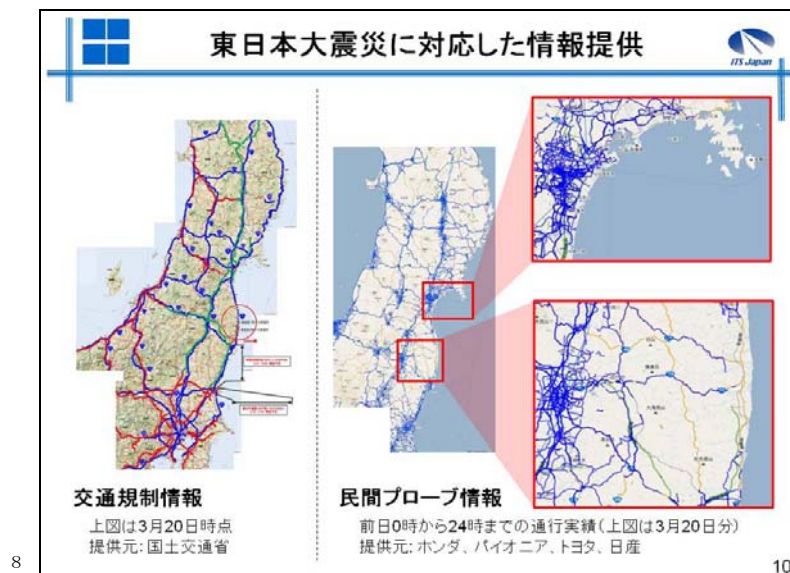 東日本大震災に対応した情報提供
ITS Japan
交通規制情報
上図は3月20日時点
提供元: 国土交通省
民間プローブ情報
前日0時から24時までの通行実績(上図は3月20日分)
提供元: ホンダ、パイオニア、トヨタ、日産
8
10